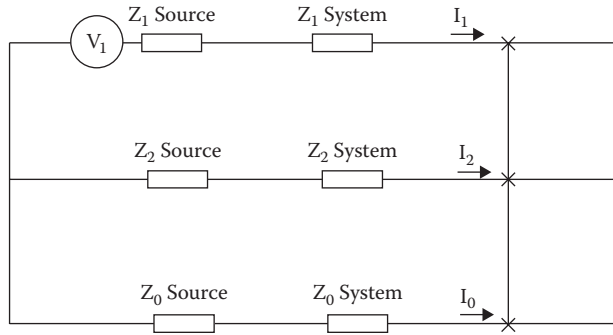 Z₁ Source Z₁ System I₁
V₁
Z₂ Source Z₂ System I₂
Z₀ Source Z₀ System I₀